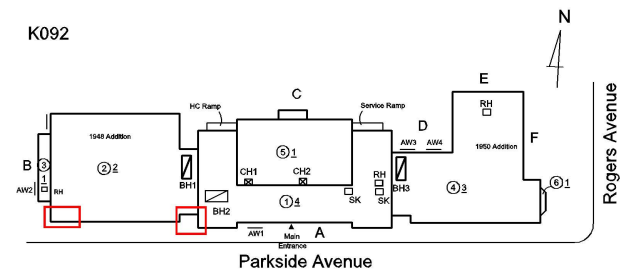 K092
N
C
HC Ramp
Service Ramp
E
D
RH
AW3 AW4
1950 Addition
F
1948 Addition
B
3
1
AW2
RH
2 2
BH1
5 1
CH1 CH2
BH2
1 4
SK
RH
SK
BH3
4 3
6 1
AW1
Main
Entrance
A
Parkside Avenue
Rogers Avenue